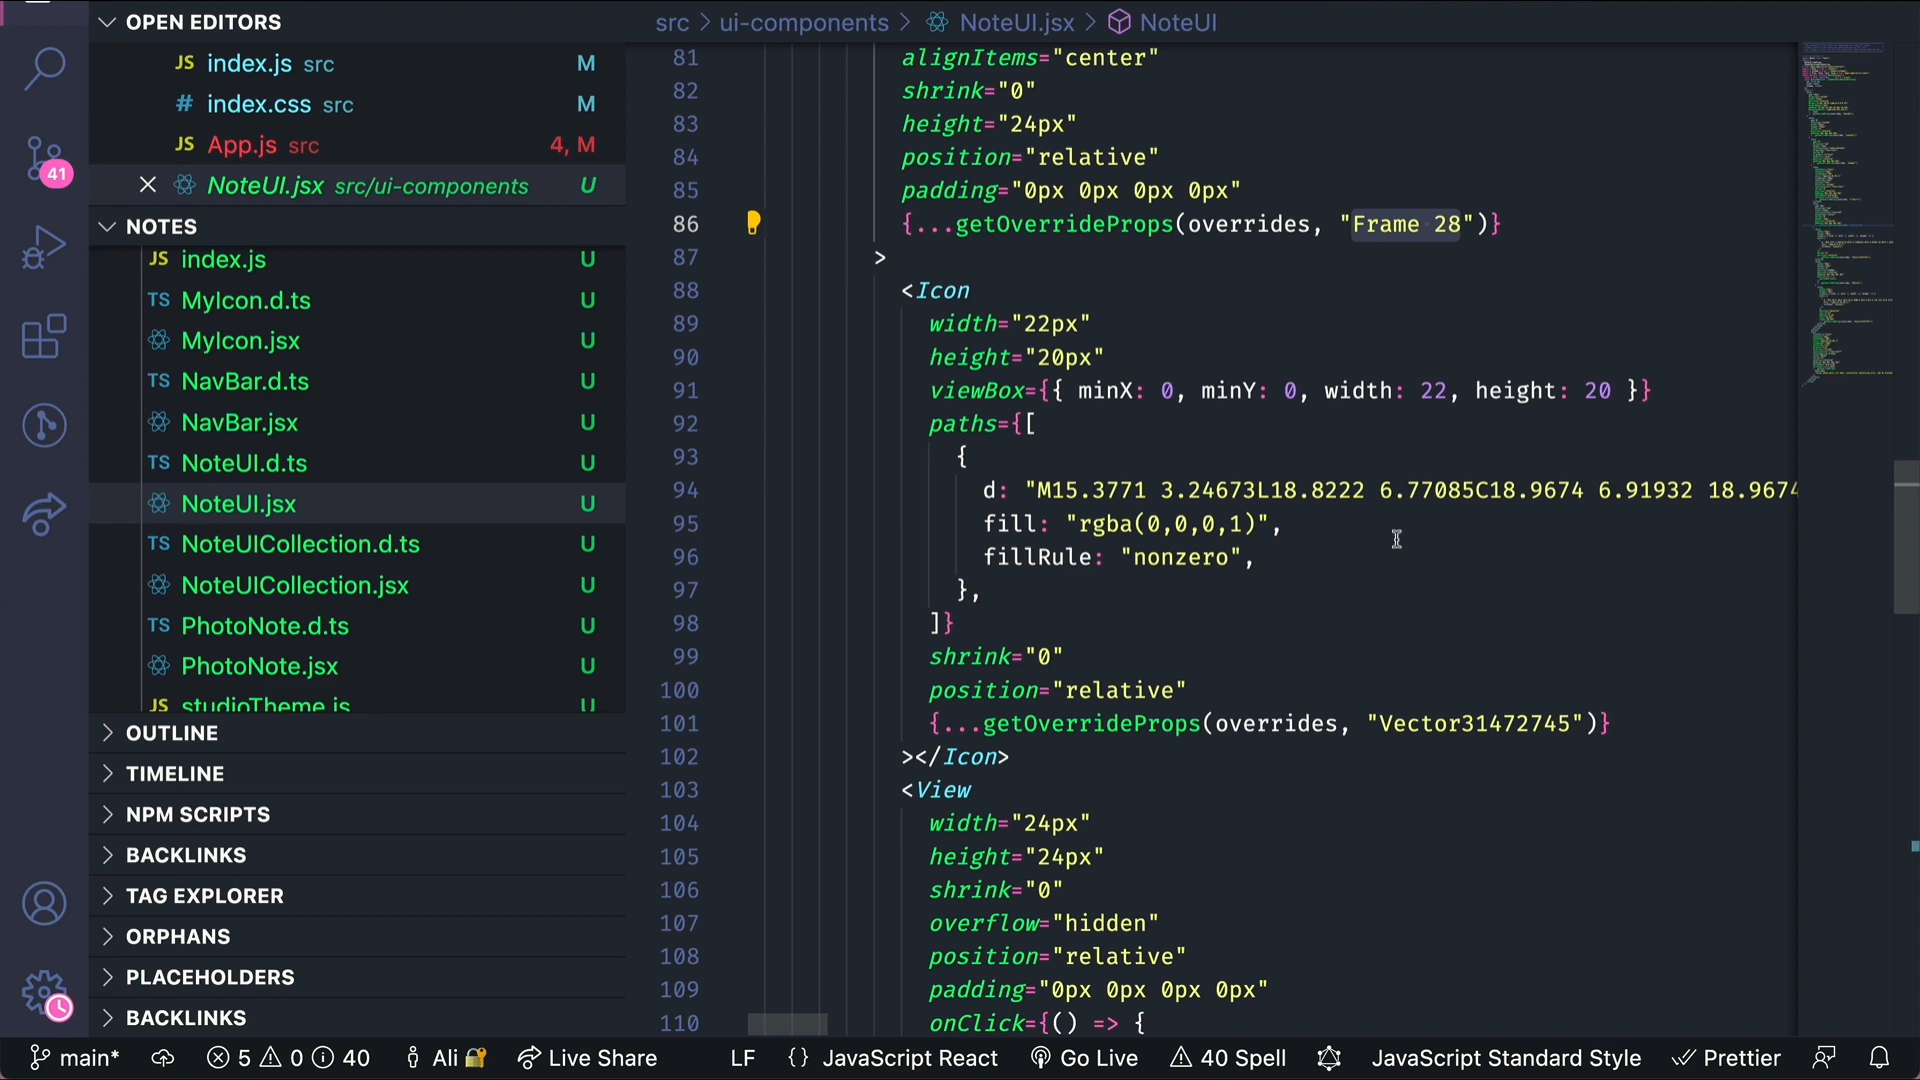 OPEN EDITORS
JS index.js src M
# index.css src M
JS App.js src 4, M
NoteUI.jsx src/ui-components U
NOTES
JS index.js U
TS MyIcon.d.ts U
MyIcon.jsx U
TS NavBar.d.ts U
NavBar.jsx U
TS NoteUI.d.ts U
NoteUI.jsx U
TS NoteUICollection.d.ts U
NoteUICollection.jsx U
TS PhotoNote.d.ts U
PhotoNote.jsx U
JS studioTheme.js U
OUTLINE
TIMELINE
NPM SCRIPTS
BACKLINKS
TAG EXPLORER
ORPHANS
PLACEHOLDERS
BACKLINKS
41
src > ui-components > NoteUI.jsx > NoteUI
81 alignItems="center"
82 shrink="0"
83 height="24px"
84 position="relative"
85 padding="0px 0px 0px 0px"
86 {...getOverrideProps(overrides, "Frame 28")}
87 >
88 <Icon
89 width="22px"
90 height="20px"
91 viewBox={{ minX: 0, minY: 0, width: 22, height: 20 }}
92 paths={[
93 {
94 d: "M15.3771 3.24673L18.8222 6.77085C18.9674 6.91932 18.9674
95 fill: "rgba(0,0,0,1)",
96 fillRule: "nonzero",
97 },
98 ]}
99 shrink="0"
100 position="relative"
101 {...getOverrideProps(overrides, "Vector31472745")}
102 ></Icon>
103 <View
104 width="24px"
105 height="24px"
106 shrink="0"
107 overflow="hidden"
108 position="relative"
109 padding="0px 0px 0px 0px"
110 onClick={() => {
main* 5 0 40 Ali Live Share LF {} JavaScript React Go Live 40 Spell JavaScript Standard Style Prettier